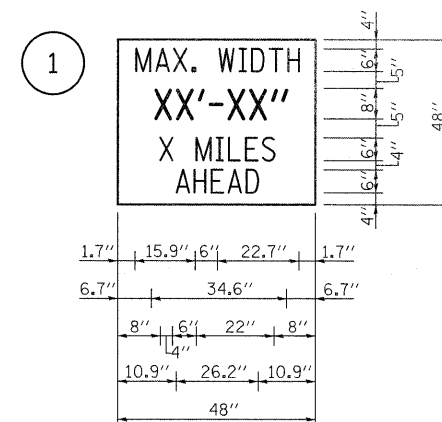 1
MAX. WIDTH
XX'-XX"
X MILES
AHEAD
4"
6"
5"
8"
5"
6"
4"
6"
4"
48"
1.7" 15.9" 6" 22.7" 1.7"
6.7" 34.6" 6.7"
8" 4" 6" 22" 8"
10.9" 26.2" 10.9"
48"